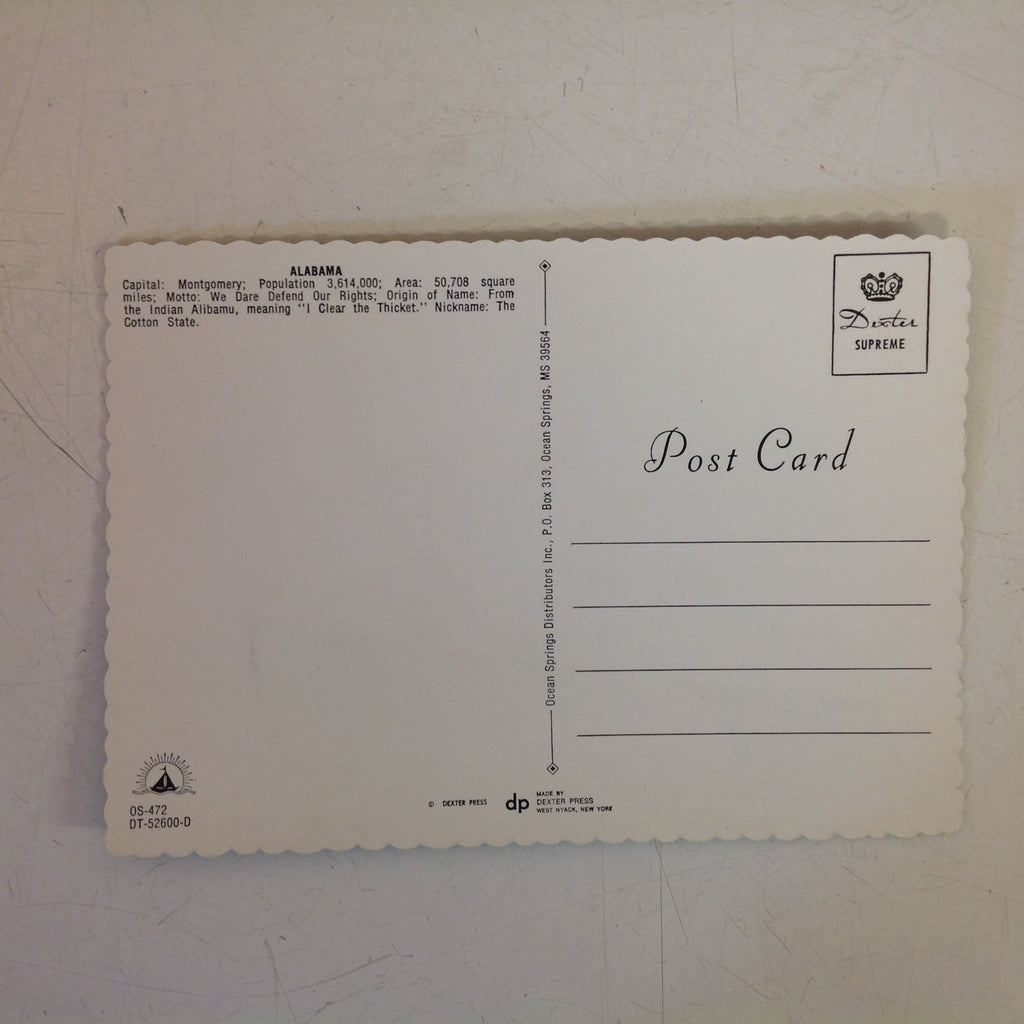 ALABAMA
Capital: Montgomery; Population 3,614,000; Area: 50,708 square
miles; Motto: We Dare Defend Our Rights; Origin of Name: From
the Indian Alibamu, meaning "I Clear the Thicket." Nickname: The
Cotton State.
OS-472
DT-52600-D
Ocean Springs Distributors Inc., P.O. Box 313, Ocean Springs, MS 39564
© DEXTER PRESS
dp
MADE BY
DEXTER PRESS
WEST NYACK, NEW YORK
Dexter
SUPREME
Post Card